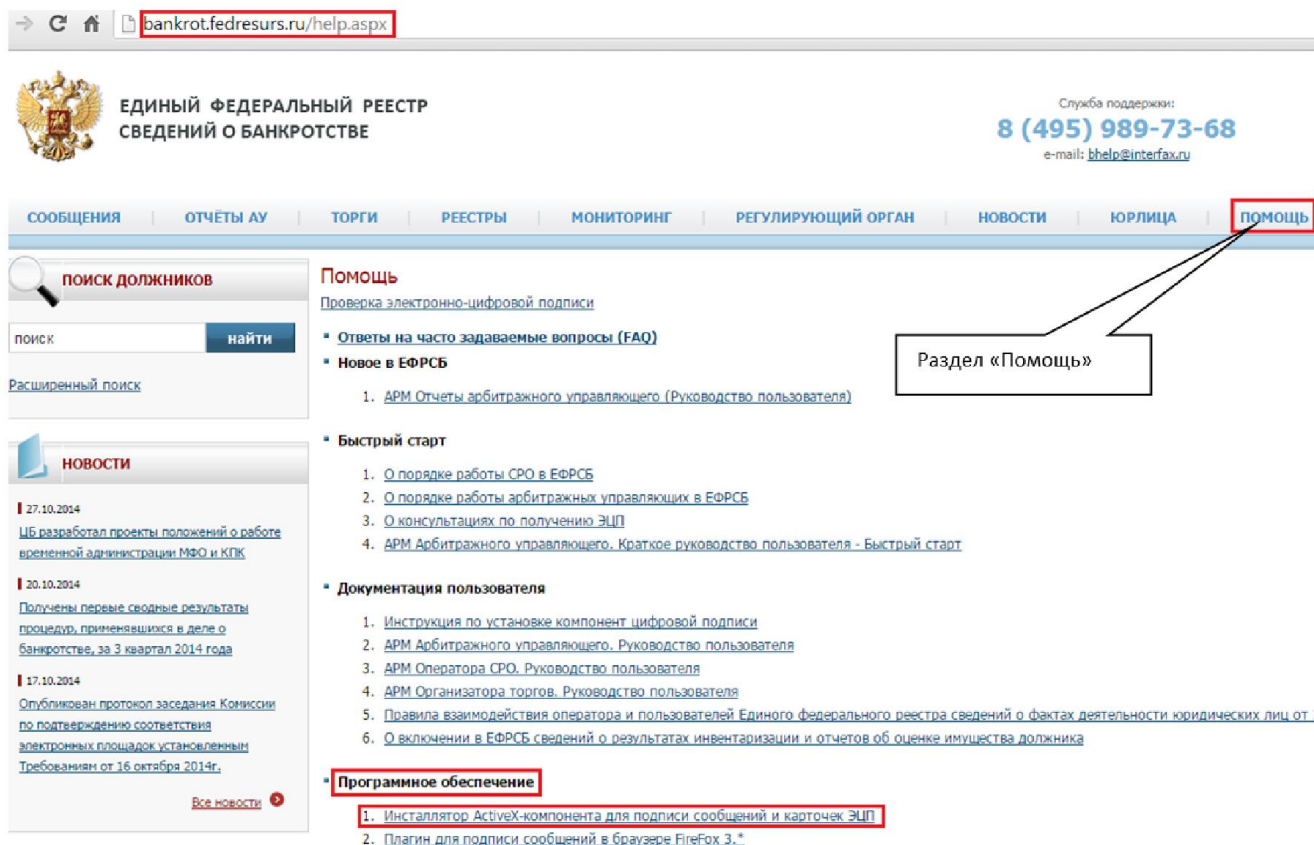 bankrot.fedresurs.ru/help.aspx
ЕДИНЫЙ ФЕДЕРАЛЬНЫЙ РЕЕСТР
СВЕДЕНИЙ О БАНКРОТСТВЕ
Служба поддержки:
8 (495) 989-73-68
e-mail: bhelp@interfax.ru
СООБЩЕНИЯ ОТЧЁТЫ АУ ТОРГИ РЕЕСТРЫ МОНИТОРИНГ РЕГУЛИРУЮЩИЙ ОРГАН НОВОСТИ ЮРЛИЦА ПОМОЩЬ
ПОИСК ДОЛЖНИКОВ
поиск найти
Расширенный поиск
НОВОСТИ
27.10.2014
ЦБ разработал проекты положений о работе
временной администрации МФО и КПК
20.10.2014
Получены первые сводные результаты
процедур, применявшихся в деле о
банкротстве, за 3 квартал 2014 года
17.10.2014
Опубликован протокол заседания Комиссии
по подтверждению соответствия
электронных площадок установленным
Требованиям от 16 октября 2014г.
Все новости
Помощь
Проверка электронно-цифровой подписи
Ответы на часто задаваемые вопросы (FAQ)
Новое в ЕФРСБ
1. АРМ Отчеты арбитражного управляющего (Руководство пользователя)
Раздел «Помощь»
Быстрый старт
1. О порядке работы СРО в ЕФРСБ
2. О порядке работы арбитражных управляющих в ЕФРСБ
3. О консультациях по получению ЭЦП
4. АРМ Арбитражного управляющего. Краткое руководство пользователя - Быстрый старт
Документация пользователя
1. Инструкция по установке компонент цифровой подписи
2. АРМ Арбитражного управляющего. Руководство пользователя
3. АРМ Оператора СРО. Руководство пользователя
4. АРМ Организатора торгов. Руководство пользователя
5. Правила взаимодействия оператора и пользователей Единого федерального реестра сведений о фактах деятельности юридических лиц от
6. О включении в ЕФРСБ сведений о результатах инвентаризации и отчетов об оценке имущества должника
Программное обеспечение
1. Инсталлятор ActiveX-компонента для подписи сообщений и карточек ЭЦП
2. Плагин для подписи сообщений в браузере FireFox 3.*